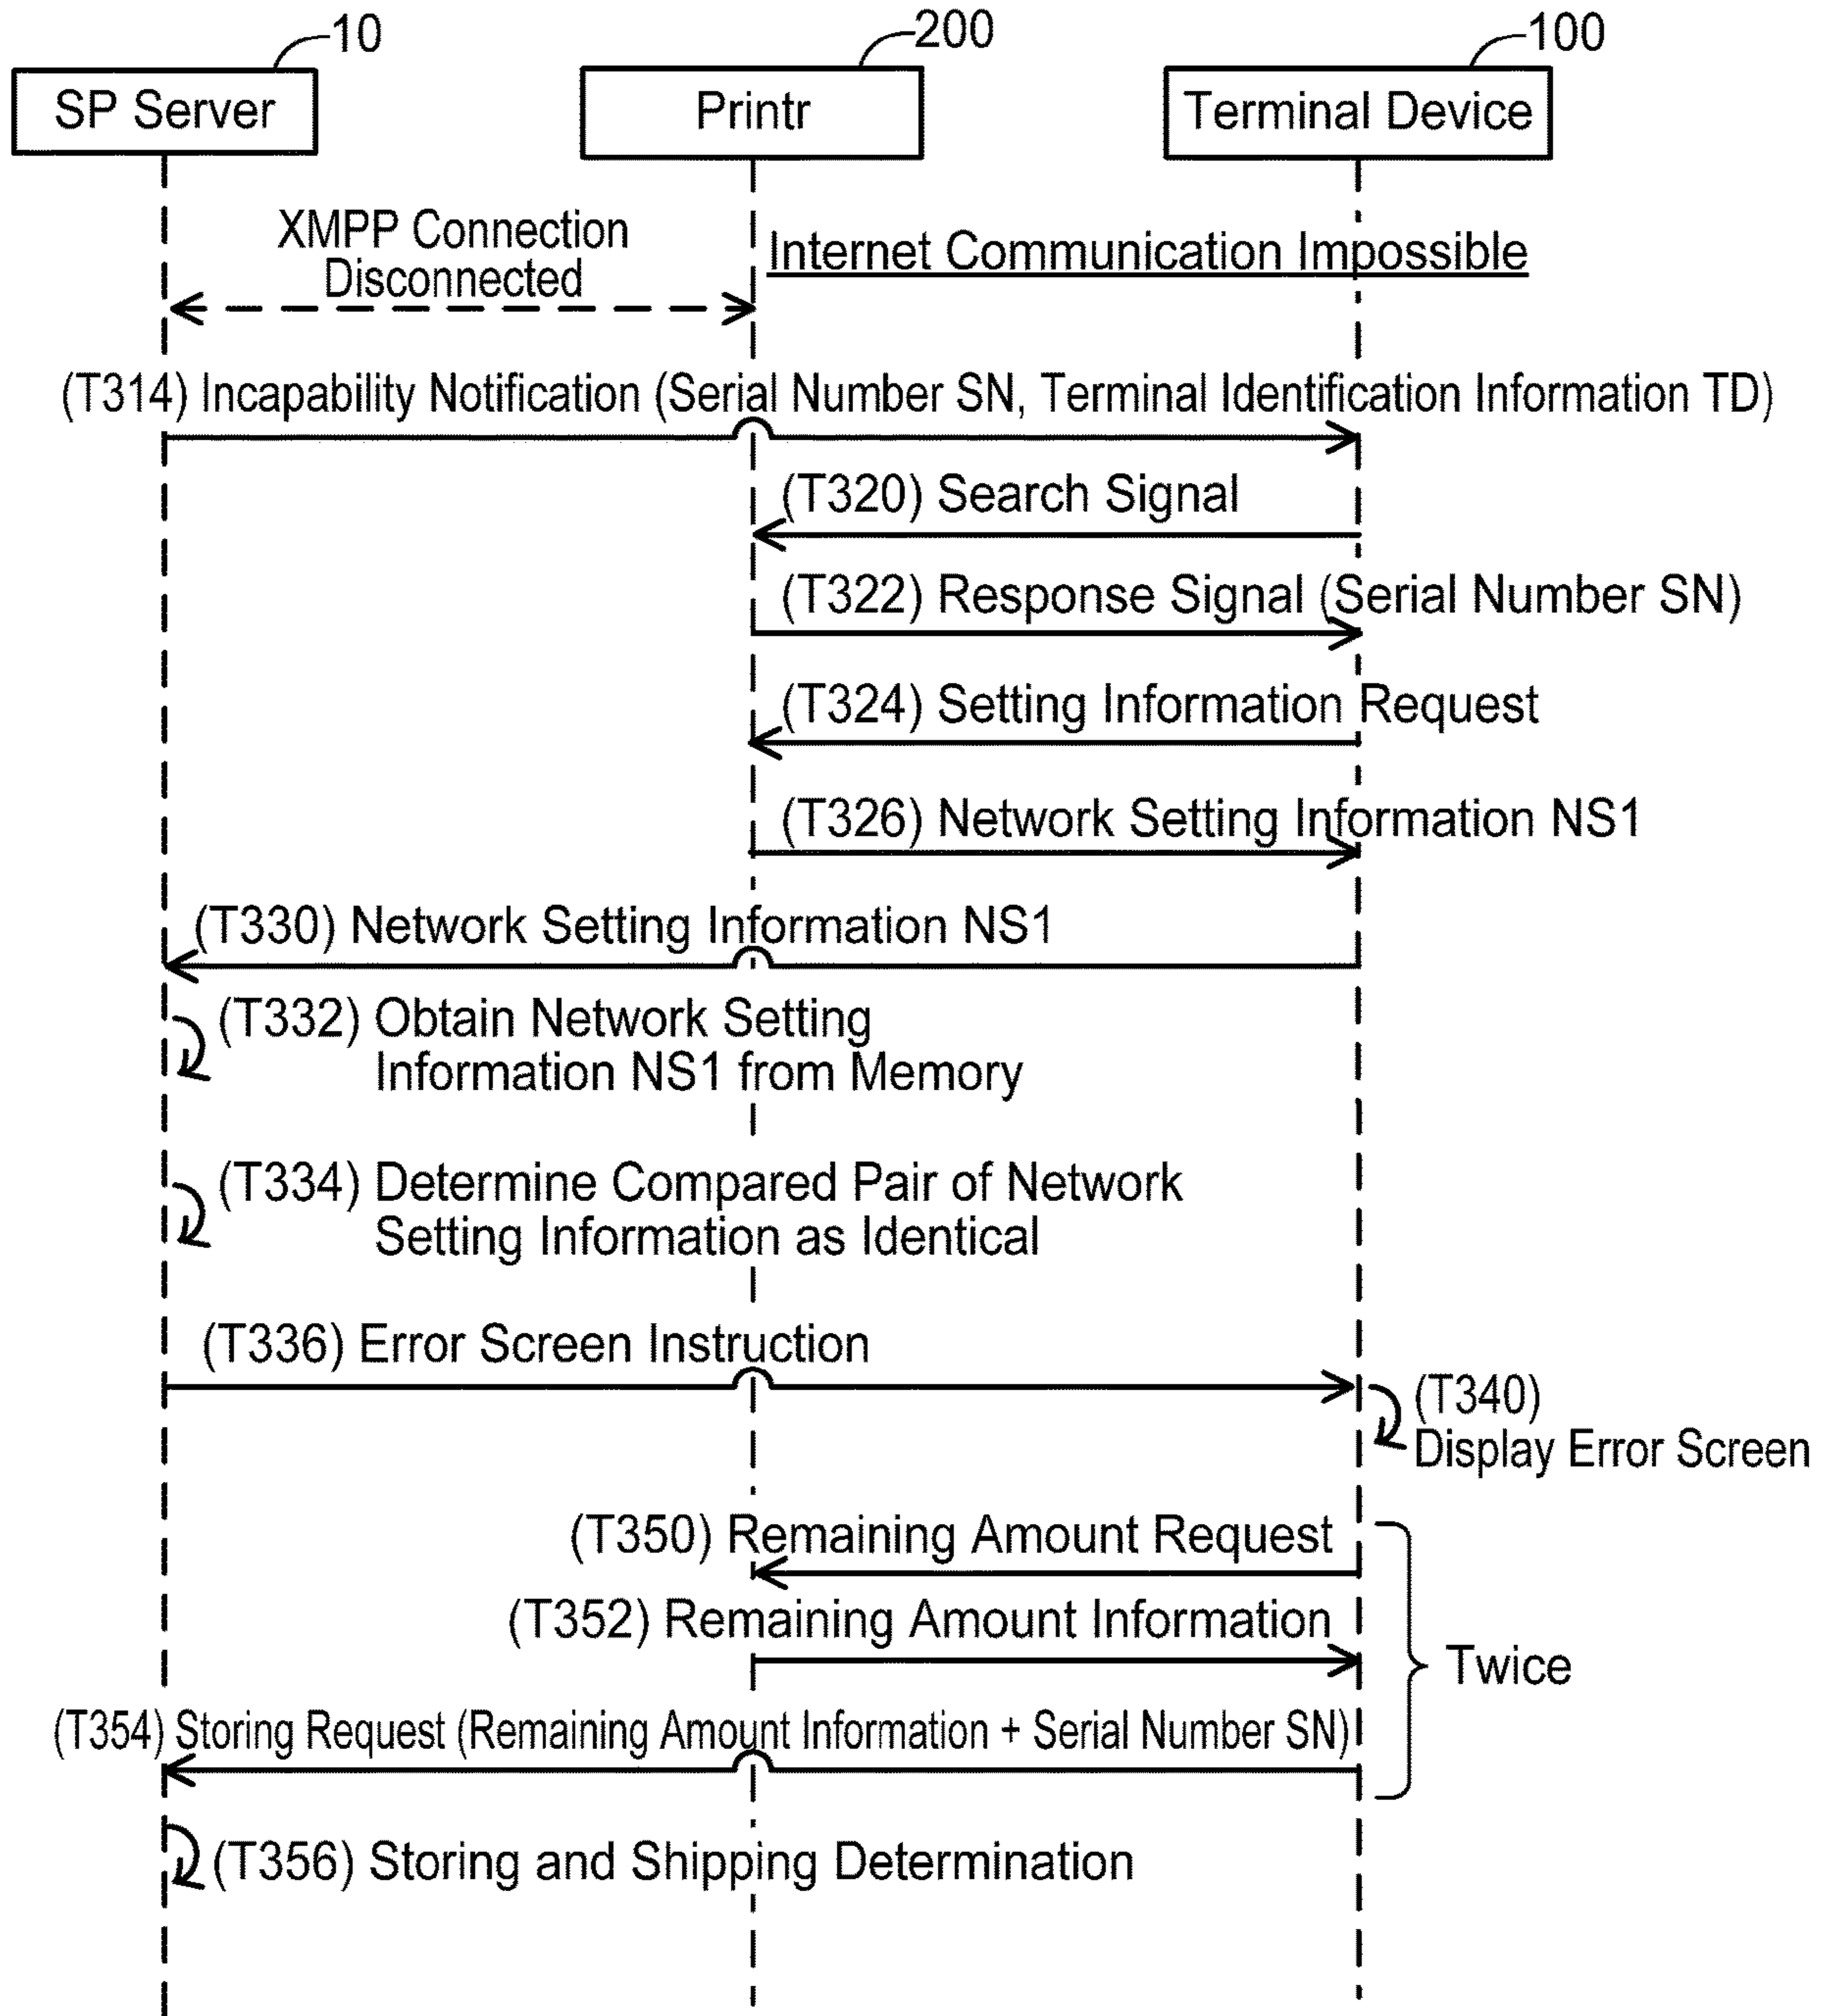 10
200
100
SP Server
Printr
Terminal Device
XMPP Connection
Disconnected
Internet Communication Impossible
(T314) Incapability Notification (Serial Number SN, Terminal Identification Information TD)
(T320) Search Signal
(T322) Response Signal (Serial Number SN)
(T324) Setting Information Request
(T326) Network Setting Information NS1
(T330) Network Setting Information NS1
(T332) Obtain Network Setting
Information NS1 from Memory
(T334) Determine Compared Pair of Network
Setting Information as Identical
(T336) Error Screen Instruction
(T340)
Display Error Screen
(T350) Remaining Amount Request
(T352) Remaining Amount Information
Twice
(T354) Storing Request (Remaining Amount Information + Serial Number SN)
(T356) Storing and Shipping Determination